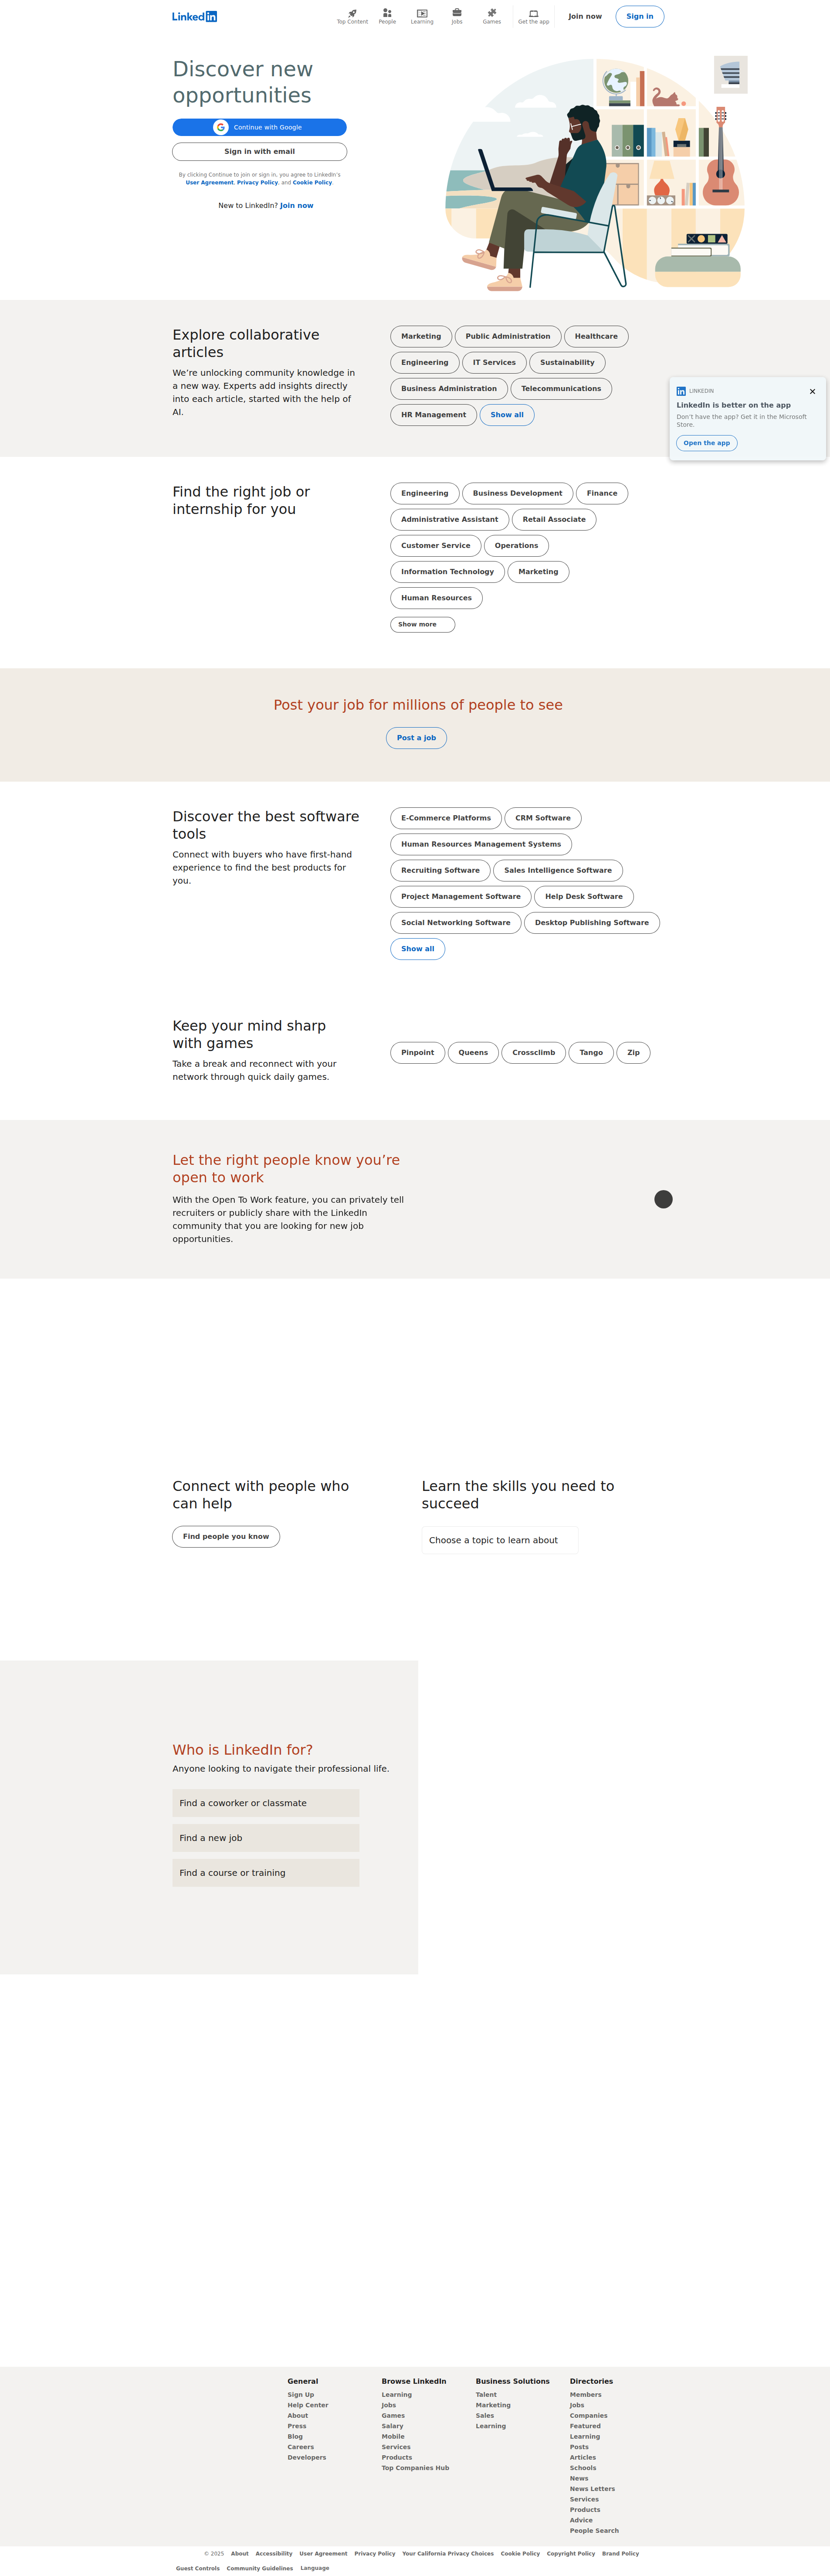 Linked in
Top Content
People
Learning
Jobs
Games
Get the app
Join now
Sign in
Discover new
opportunities
Continue with Google
Sign in with email
By clicking Continue to join or sign in, you agree to LinkedIn's
User Agreement, Privacy Policy, and Cookie Policy.
New to LinkedIn? Join now
Explore collaborative
articles
We're unlocking community knowledge in
a new way. Experts add insights directly
into each article, started with the help of
AI.
Marketing Public Administration Healthcare
Engineering IT Services Sustainability
Business Administration Telecommunications
HR Management Show all
LINKEDIN
LinkedIn is better on the app
Don't have the app? Get it in the Microsoft
Store.
Open the app
Find the right job or
internship for you
Engineering Business Development Finance
Administrative Assistant Retail Associate
Customer Service Operations
Information Technology Marketing
Human Resources
Show more
Post your job for millions of people to see
Post a job
Discover the best software
tools
Connect with buyers who have first-hand
experience to find the best products for
you.
E-Commerce Platforms CRM Software
Human Resources Management Systems
Recruiting Software Sales Intelligence Software
Project Management Software Help Desk Software
Social Networking Software Desktop Publishing Software
Show all
Keep your mind sharp
with games
Take a break and reconnect with your
network through quick daily games.
Pinpoint Queens Crossclimb Tango Zip
Let the right people know you're
open to work
With the Open To Work feature, you can privately tell
recruiters or publicly share with the LinkedIn
community that you are looking for new job
opportunities.
Connect with people who
can help
Find people you know
Learn the skills you need to
succeed
Choose a topic to learn about
Who is LinkedIn for?
Anyone looking to navigate their professional life.
Find a coworker or classmate
Find a new job
Find a course or training
General
Sign Up
Help Center
About
Press
Blog
Careers
Developers
Browse LinkedIn
Learning
Jobs
Games
Salary
Mobile
Services
Products
Top Companies Hub
Business Solutions
Talent
Marketing
Sales
Learning
Directories
Members
Jobs
Companies
Featured
Learning
Posts
Articles
Schools
News
News Letters
Services
Products
Advice
People Search
© 2025 About Accessibility User Agreement Privacy Policy Your California Privacy Choices Cookie Policy Copyright Policy Brand Policy
Guest Controls Community Guidelines Language